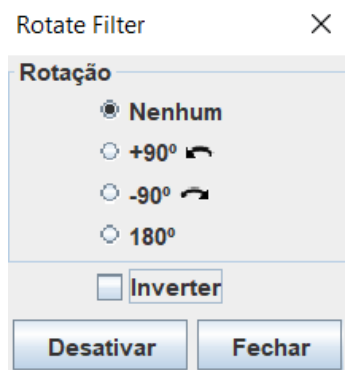 Rotate Filter
Rotação
Nenhum
+90º
-90º
180º
Inverter
Desativar Fechar